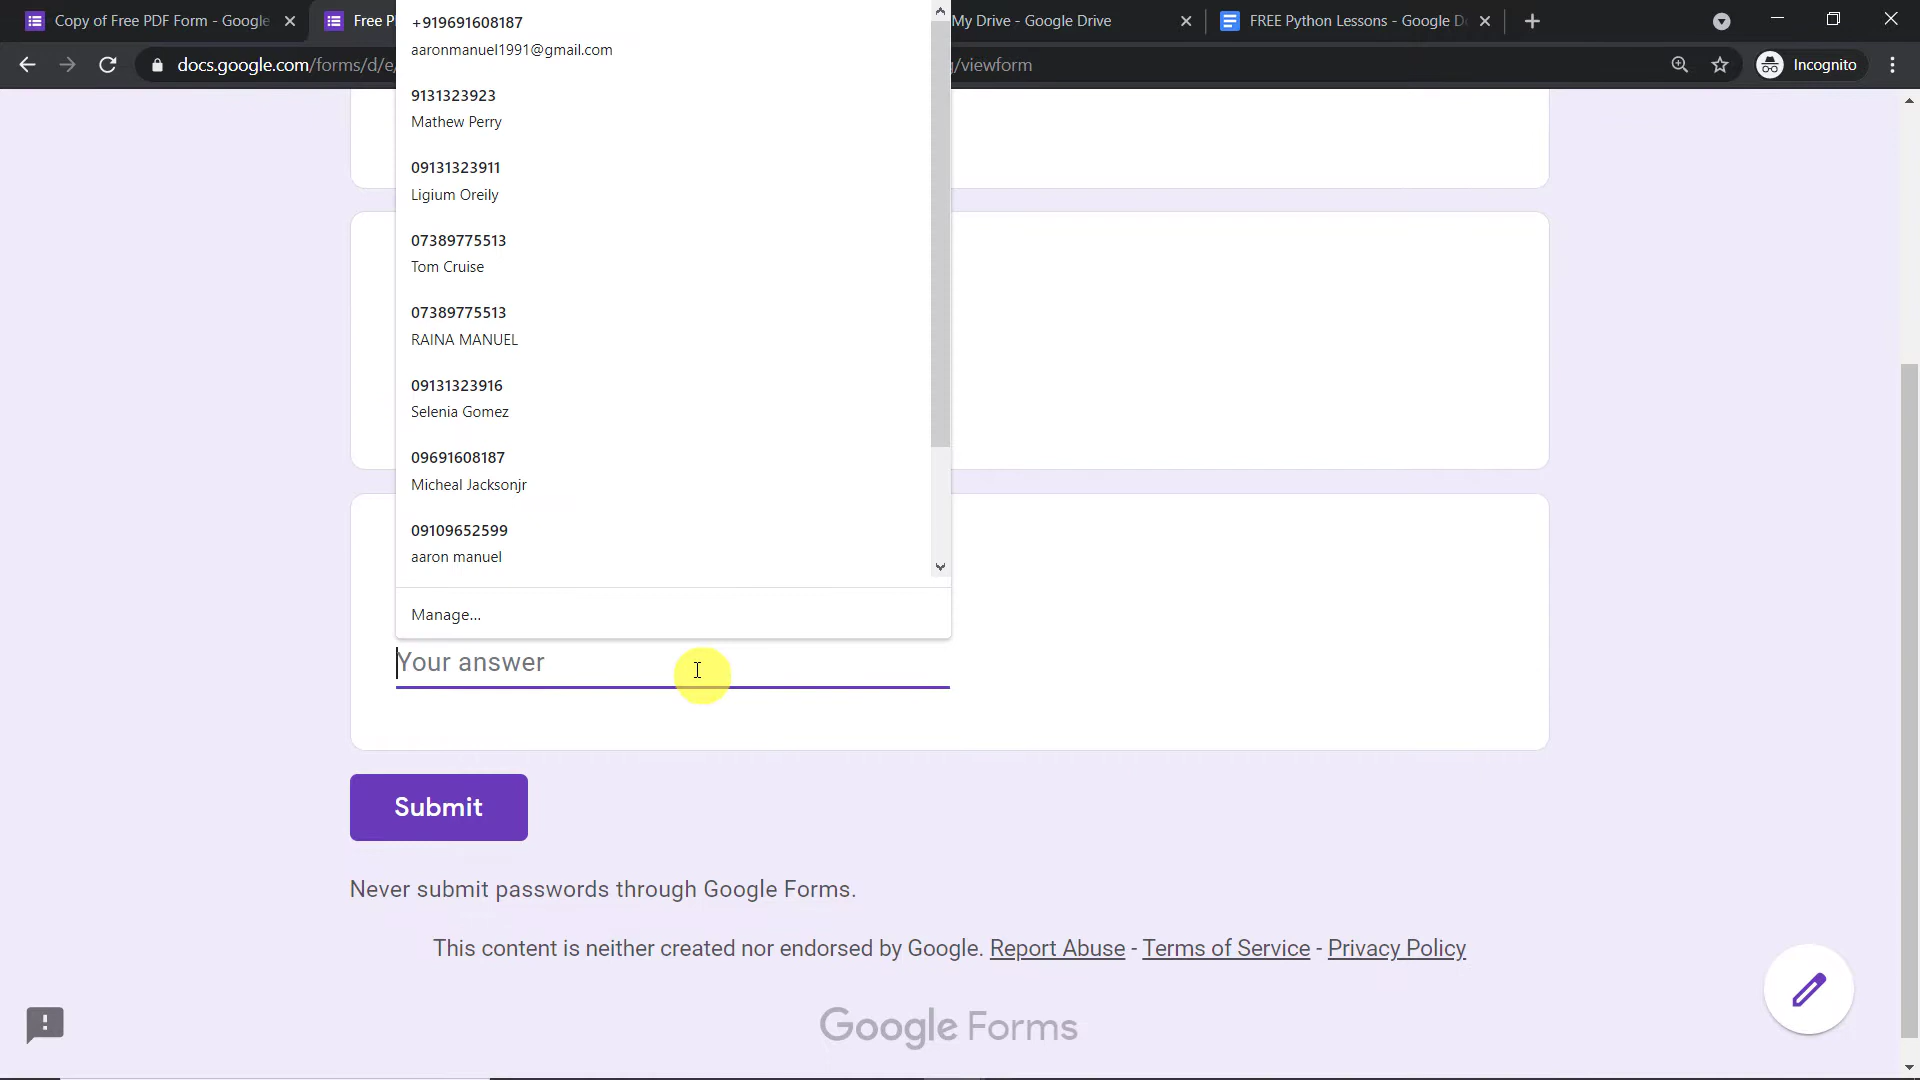 Copy of Free PDF Form - Google
Free P
My Drive - Google Drive
FREE Python Lessons - Google D
docs.google.com/forms/d/e/
g/viewform
Incognito
+919691608187
aaronmanuel1991@gmail.com
9131323923
Mathew Perry
09131323911
Ligium Oreily
07389775513
Tom Cruise
07389775513
RAINA MANUEL
09131323916
Selenia Gomez
09691608187
Micheal Jacksonjr
09109652599
aaron manuel
Manage...
Your answer
Submit
Never submit passwords through Google Forms.
This content is neither created nor endorsed by Google. Report Abuse - Terms of Service - Privacy Policy
Google Forms